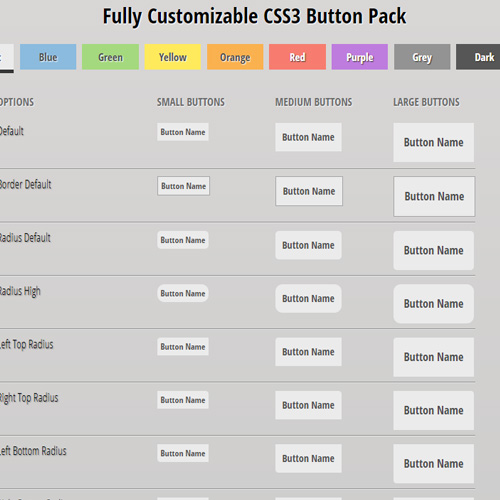 Fully Customizable CSS3 Button Pack
Blue Green Yellow Orange Red Purple Grey Dark
OPTIONS SMALL BUTTONS MEDIUM BUTTONS LARGE BUTTONS
Default Button Name Button Name Button Name
Border Default Button Name Button Name Button Name
Radius Default Button Name Button Name Button Name
Radius High Button Name Button Name Button Name
Left Top Radius Button Name Button Name Button Name
Right Top Radius Button Name Button Name Button Name
Left Bottom Radius Button Name Button Name Button Name